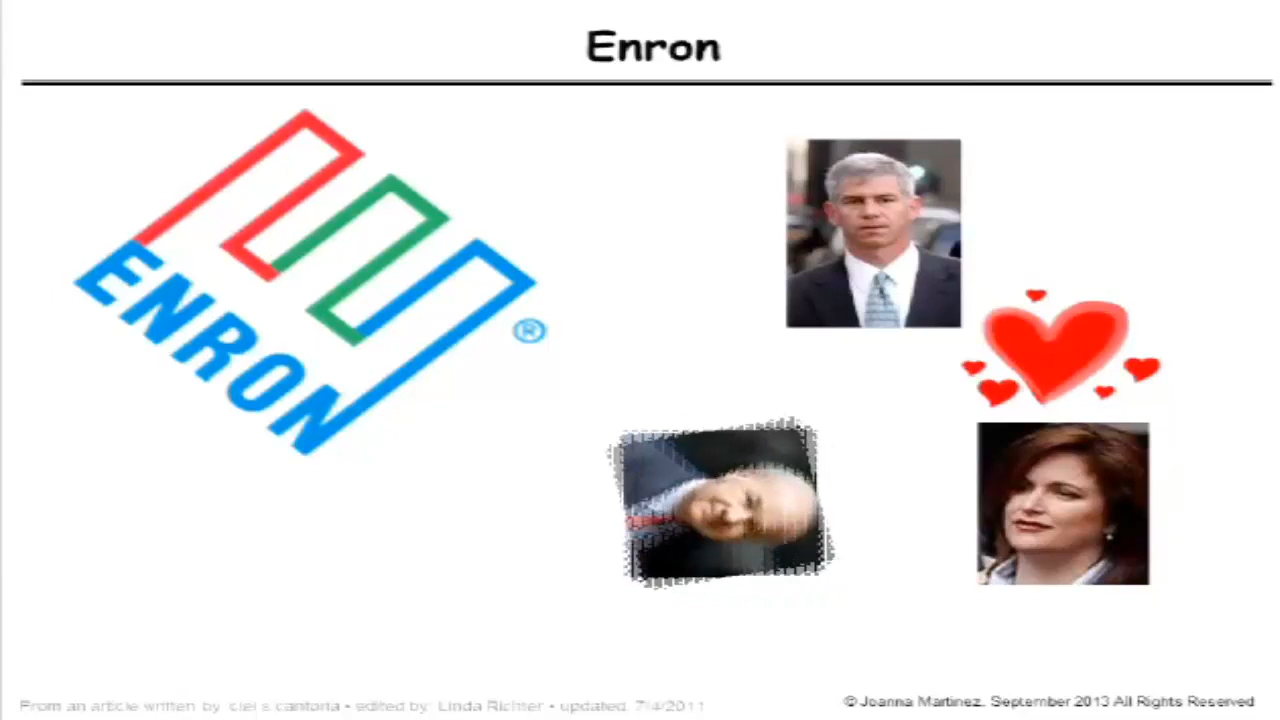 Enron
ENRON®
From an article written by: • edited by: Linda Richter • updated: 7/4/2011
© Joanna Martinez, September 2013 All Rights Reserved